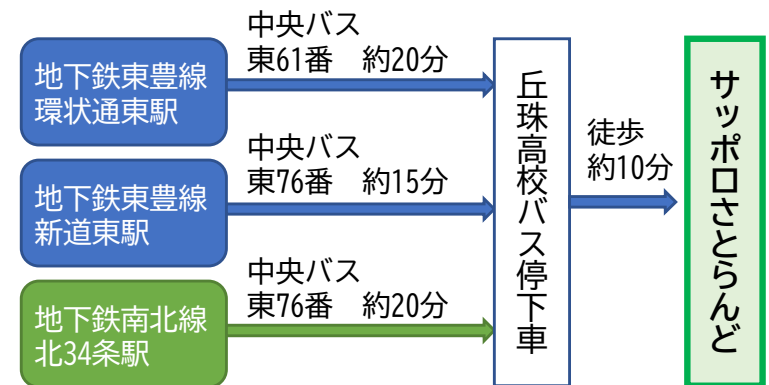 地下鉄東豊線
環状通東駅
中央バス
東61番　約20分
地下鉄東豊線
新道東駅
中央バス
東76番　約15分
地下鉄南北線
北34条駅
中央バス
東76番　約20分
丘珠高校バス停下車
徒歩
約10分
サッポロさとらんど